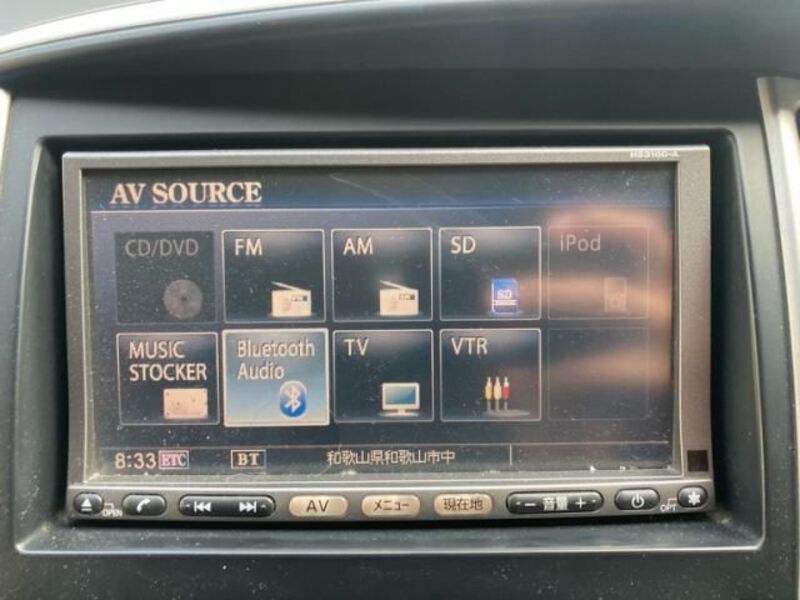 HS310D-A
AV SOURCE
CD/DVD
FM
AM
SD
SD
iPod
MUSIC
STOCKER
Bluetooth
Audio
TV
VTR
8:33 ETC BT 和歌山県和歌山市中
OPEN
AV
メニュー
現在地
− 音量 +
OPT